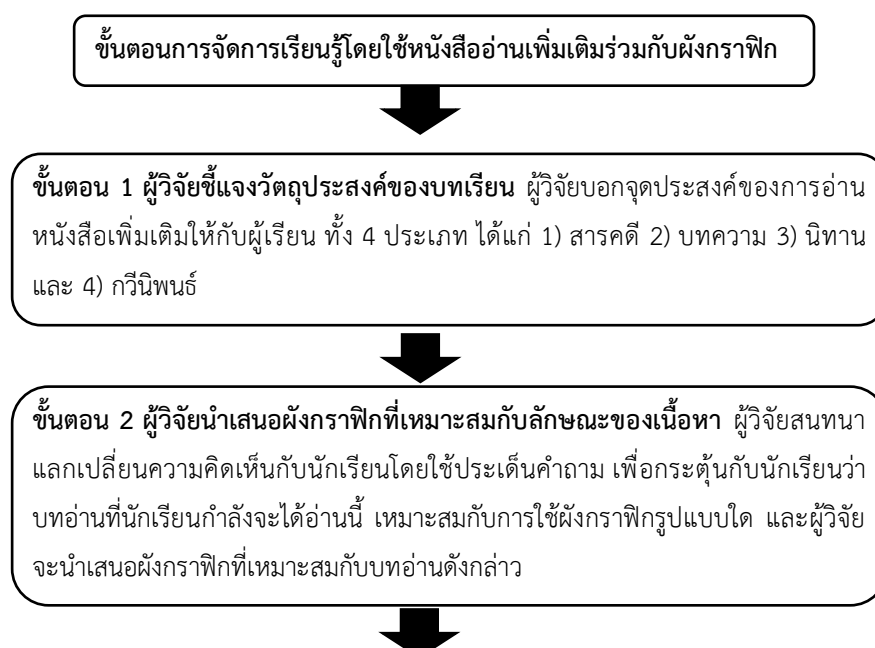 ขั้นตอนการจัดการเรียนรู้โดยใช้หนังสืออ่านเพิ่มเติมร่วมกับผังกราฟิก
ขั้นตอน 1 ผู้วิจัยชี้แจงวัตถุประสงค์ของบทเรียน ผู้วิจัยบอกจุดประสงค์ของการอ่าน
หนังสือเพิ่มเติมให้กับผู้เรียน ทั้ง 4 ประเภท ได้แก่ 1) สารคดี 2) บทความ 3) นิทาน
และ 4) กวีนิพนธ์
ขั้นตอน 2 ผู้วิจัยนำเสนอผังกราฟิกที่เหมาะสมกับลักษณะของเนื้อหา ผู้วิจัยสนทนา
แลกเปลี่ยนความคิดเห็นกับนักเรียนโดยใช้ประเด็นคำถาม เพื่อกระตุ้นกับนักเรียนว่า
บทอ่านที่นักเรียนกำลังจะได้อ่านนี้ เหมาะสมกับการใช้ผังกราฟิกรูปแบบใด และผู้วิจัย
จะนำเสนอผังกราฟิกที่เหมาะสมกับบทอ่านดังกล่าว